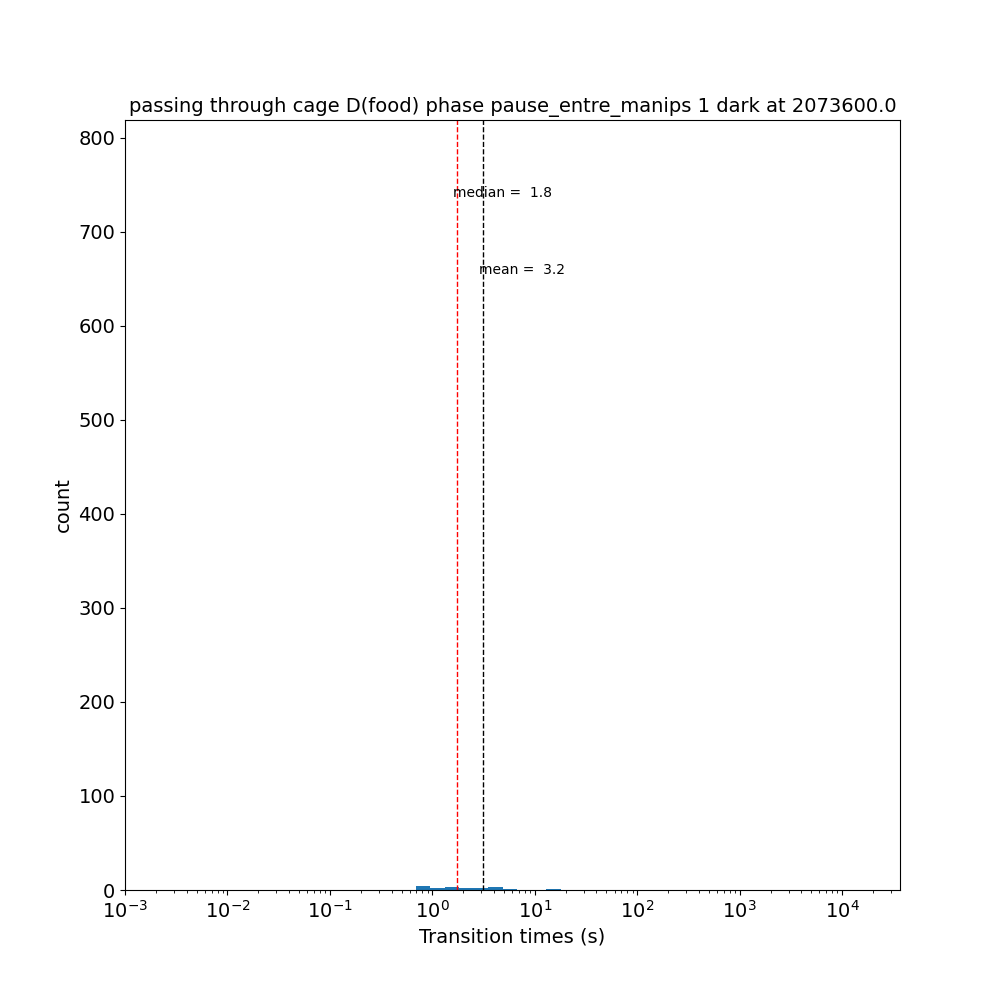 passing through cage D(food) phase pause_entre_manips 1 dark at 2073600.0
800
median =  1.8
700
mean =  3.2
600
500
count
400
300
200
100
0
10⁻³ 10⁻² 10⁻¹ 10⁰ 10¹ 10² 10³ 10⁴
Transition times (s)